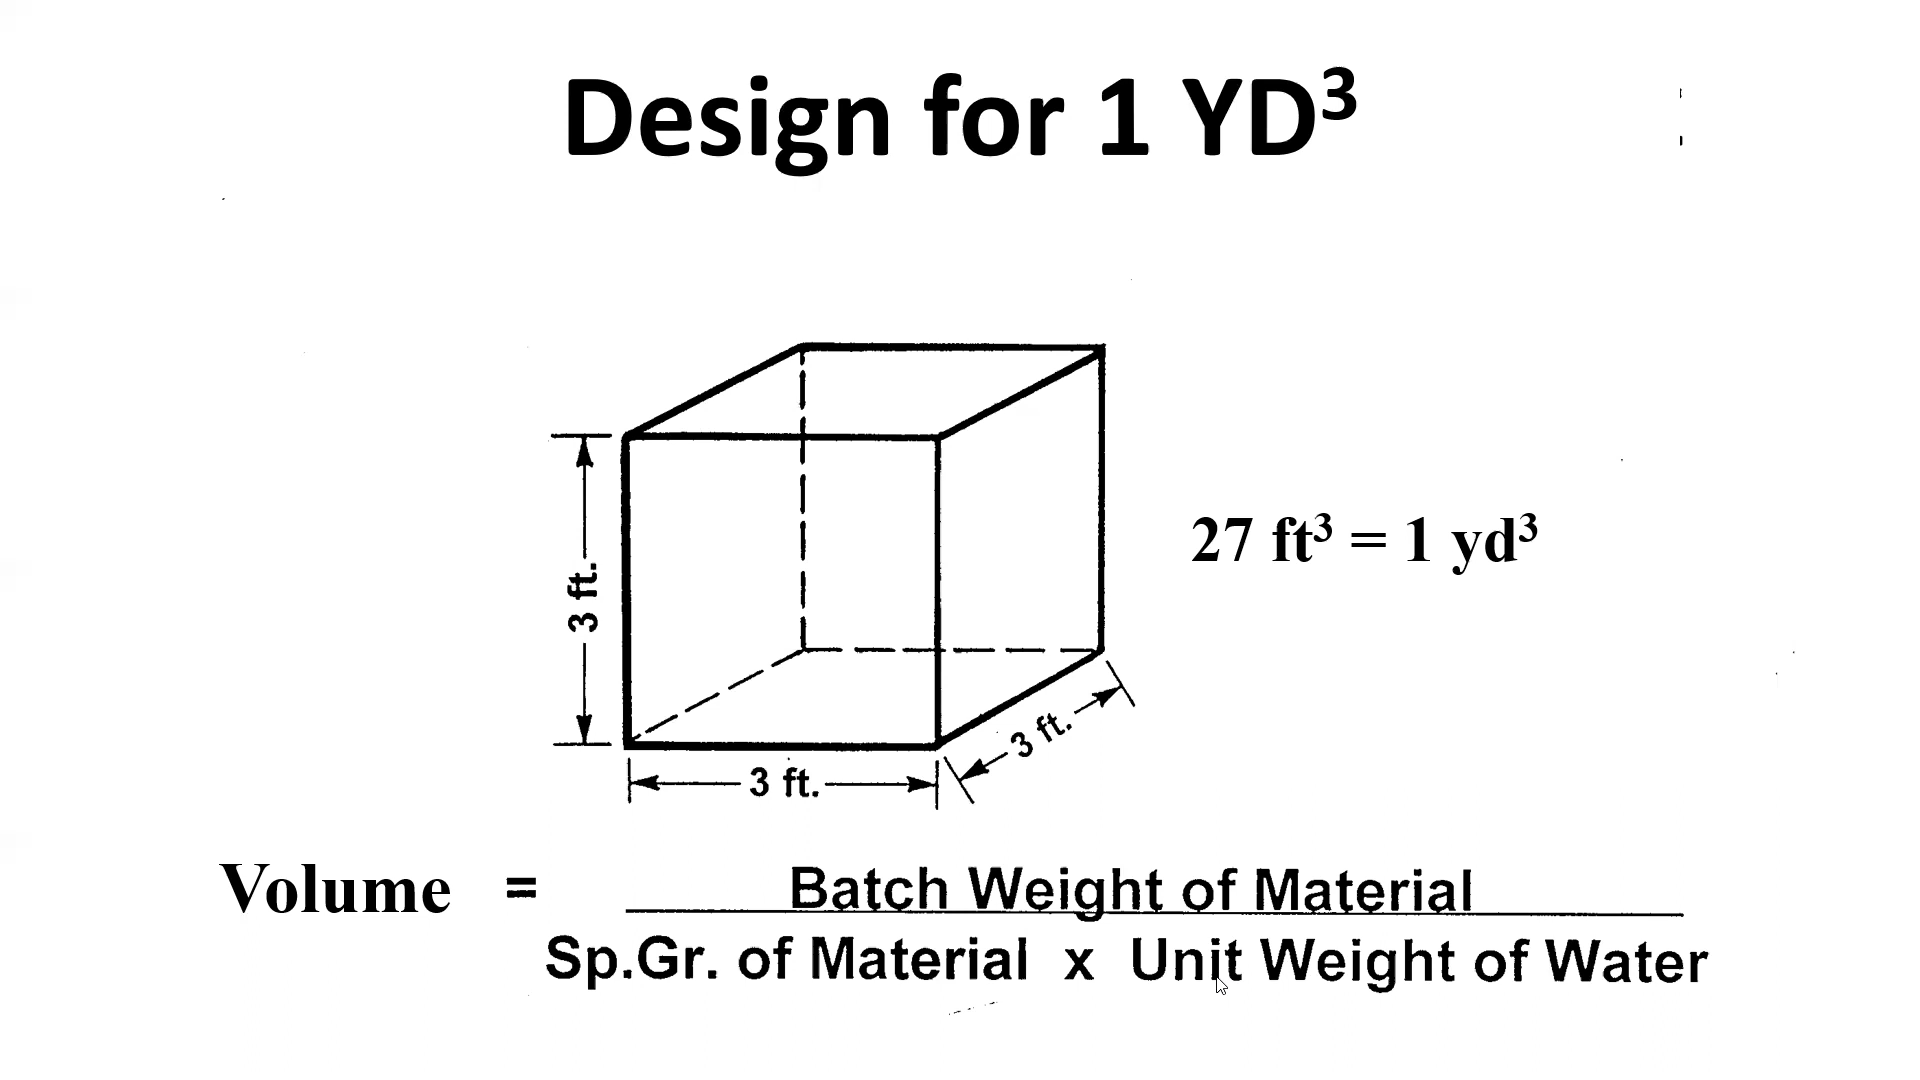 Design for 1 YD³
3 ft.
27 ft³ = 1 yd³
3 ft.
3 ft.
Volume = Batch Weight of Material
Sp.Gr. of Material x Unit Weight of Water